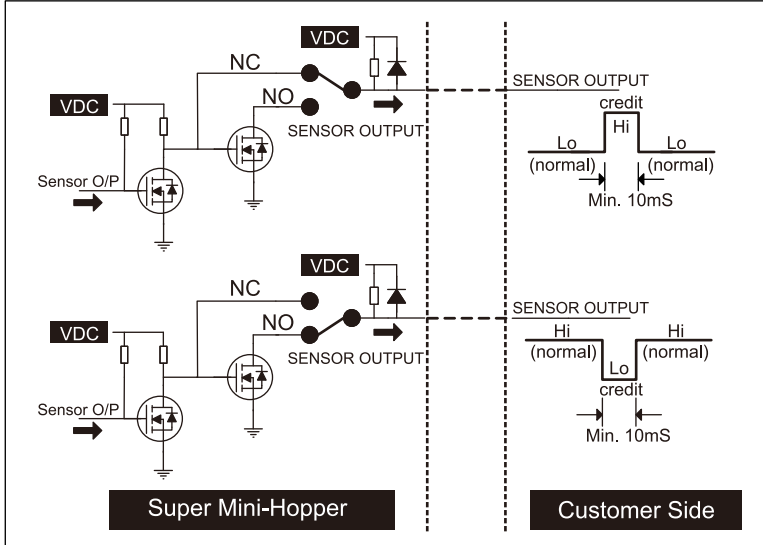 VDC
NC
VDC
NO
SENSOR OUTPUT
Sensor O/P
SENSOR OUTPUT
credit
Hi
Lo
(normal)
Lo
(normal)
Min. 10mS
VDC
NC
VDC
NO
SENSOR OUTPUT
Sensor O/P
SENSOR OUTPUT
Hi
(normal)
Hi
(normal)
Lo
credit
Min. 10mS
Super Mini-Hopper
Customer Side